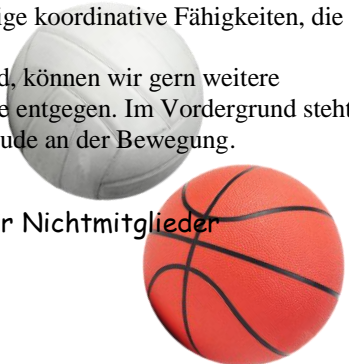 ige koordinative Fähigkeiten, die
d, können wir gern weitere
e entgegen. Im Vordergrund steht
ude an der Bewegung.
r Nichtmitglieder